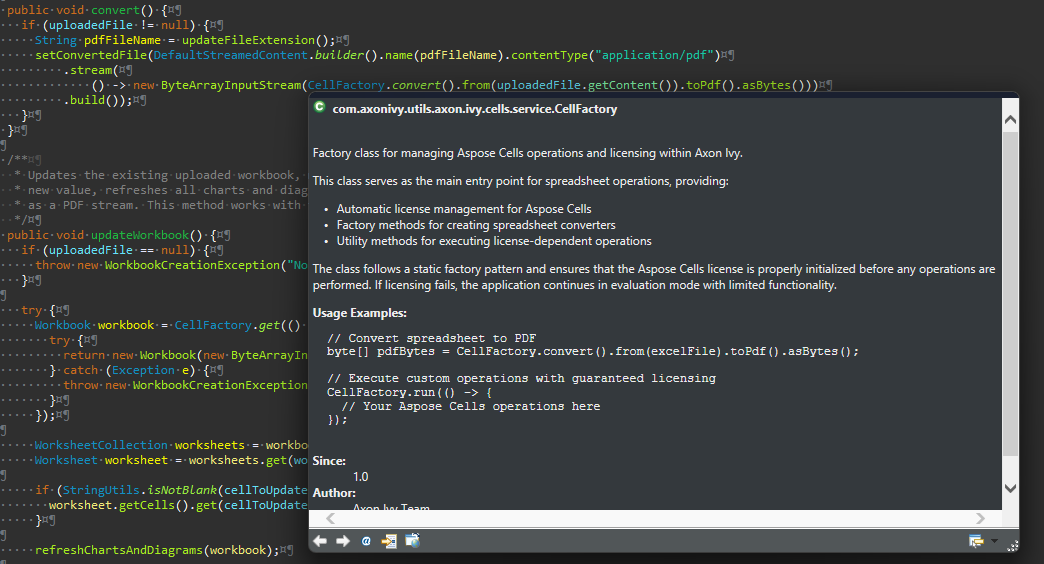 public void convert() {
if (uploadedFile != null) {
String pdfFileName = updateFileExtension();
setConvertedFile(DefaultStreamedContent.builder().name(pdfFileName).contentType("application/pdf")
.stream(
() -> new ByteArrayInputStream(CellFactory.convert().from(uploadedFile.getContent()).toPdf().asBytes()))
.build());
}
}
/**
* Updates the existing uploaded workbook,
* new value, refreshes all charts and diag
* as a PDF stream. This method works with
*/
public void updateWorkbook() {
if (uploadedFile == null) {
throw new WorkbookCreationException("No
}
try {
Workbook workbook = CellFactory.get(()
try {
return new Workbook(new ByteArrayIn
} catch (Exception e) {
throw new WorkbookCreationException
}
});
WorksheetCollection worksheets = workbo
Worksheet worksheet = worksheets.get(wo
if (StringUtils.isNotBlank(cellToUpdate
worksheet.getCells().get(cellToUpdate
}
refreshChartsAndDiagrams(workbook);
com.axonivy.utils.axon.ivy.cells.service.CellFactory
Factory class for managing Aspose Cells operations and licensing within Axon Ivy.
This class serves as the main entry point for spreadsheet operations, providing:
• Automatic license management for Aspose Cells
• Factory methods for creating spreadsheet converters
• Utility methods for executing license-dependent operations
The class follows a static factory pattern and ensures that the Aspose Cells license is properly initialized before any operations are
performed. If licensing fails, the application continues in evaluation mode with limited functionality.
Usage Examples:
// Convert spreadsheet to PDF
byte[] pdfBytes = CellFactory.convert().from(excelFile).toPdf().asBytes();
// Execute custom operations with guaranteed licensing
CellFactory.run(() -> {
// Your Aspose Cells operations here
});
Since:
1.0
Author:
Axon Ivy Team